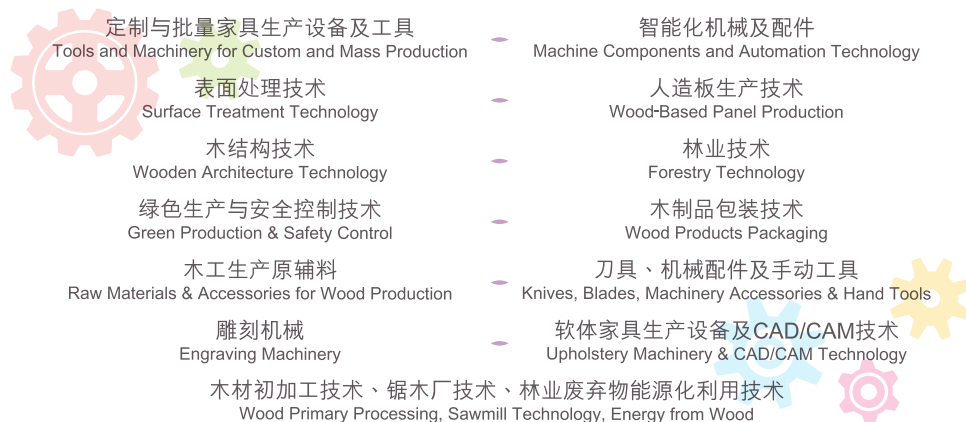 定制与批量家具生产设备及工具
Tools and Machinery for Custom and Mass Production
智能化机械及配件
Machine Components and Automation Technology
表面处理技术
Surface Treatment Technology
人造板生产技术
Wood-Based Panel Production
木结构技术
Wooden Architecture Technology
林业技术
Forestry Technology
绿色生产与安全控制技术
Green Production & Safety Control
木制品包装技术
Wood Products Packaging
木工生产原辅料
Raw Materials & Accessories for Wood Production
刀具、机械配件及手动工具
Knives, Blades, Machinery Accessories & Hand Tools
雕刻机械
Engraving Machinery
软体家具生产设备及CAD/CAM技术
Upholstery Machinery & CAD/CAM Technology
木材初加工技术、锯木厂技术、林业废弃物能源化利用技术
Wood Primary Processing, Sawmill Technology, Energy from Wood